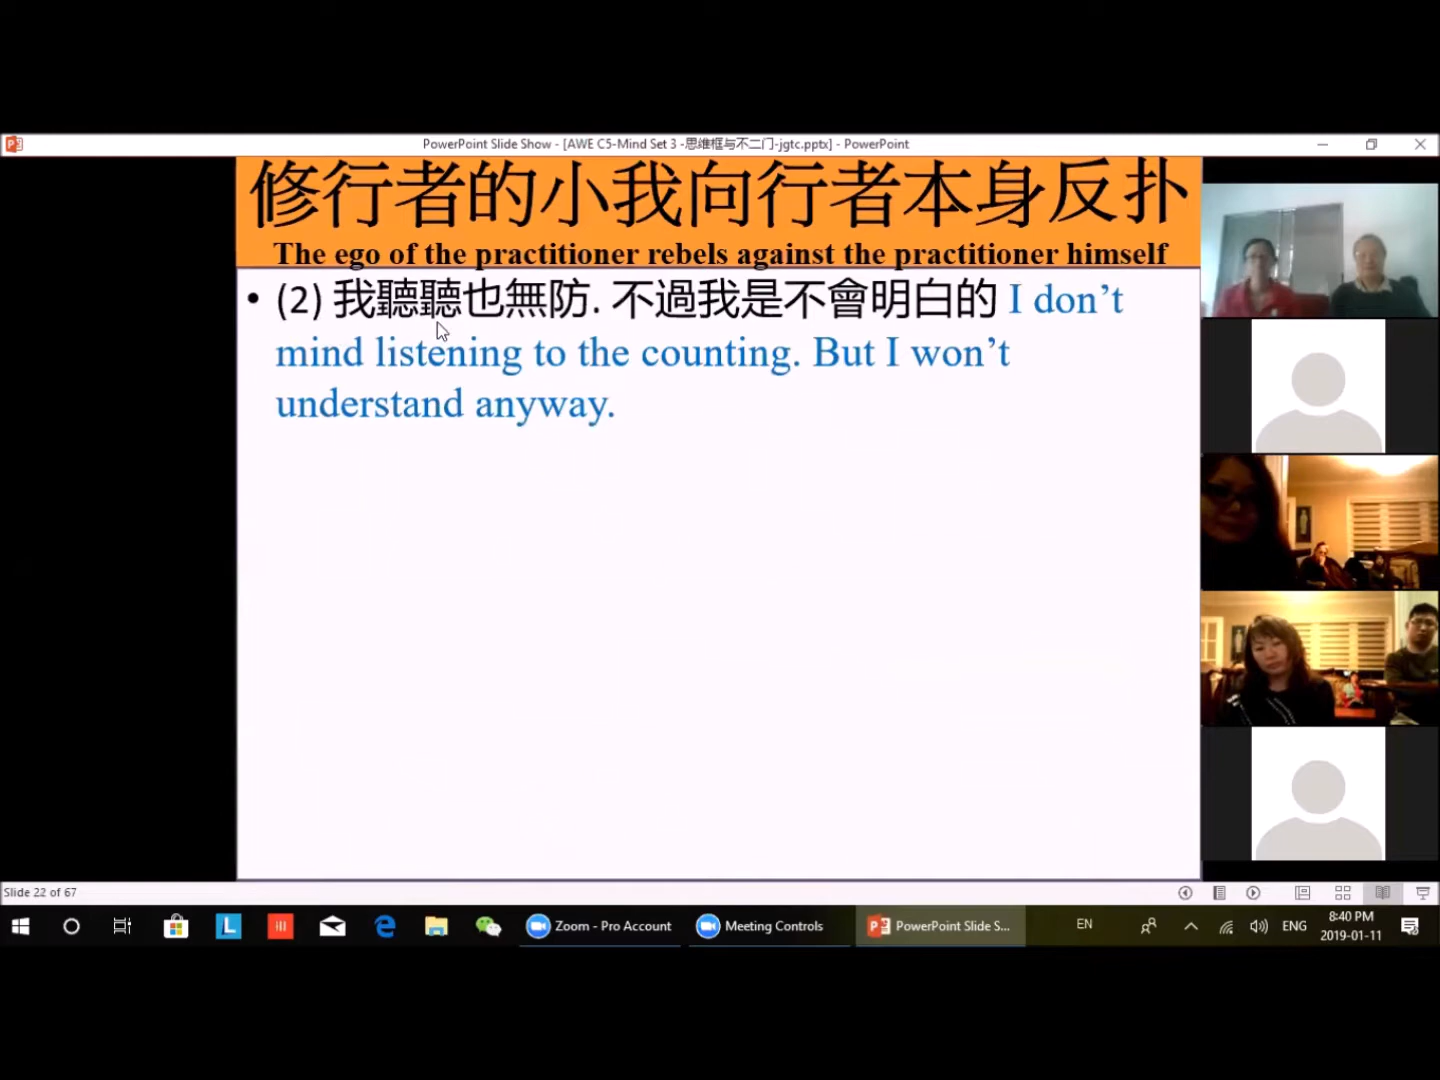 PowerPoint Slide Show - [AWE C5-Mind Set 3 -思维框与不二门-jgtc.pptx] - PowerPoint
修行者的小我向行者本身反扑
The ego of the practitioner rebels against the practitioner himself
• (2) 我聽聽也無防. 不過我是不會明白的 I don’t
mind listening to the counting. But I won’t
understand anyway.
Slide 22 of 67
Zoom - Pro Account
Meeting Controls
PowerPoint Slide S...
EN
ENG
8:40 PM
2019-01-11